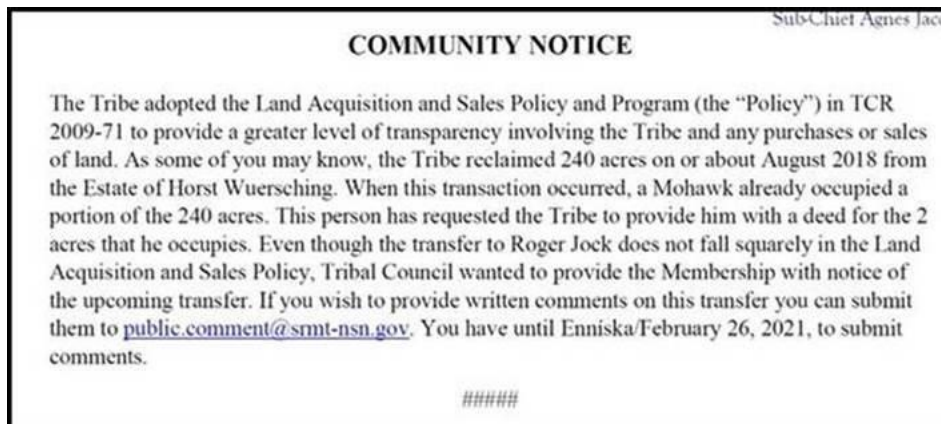 Sub-Chief Agnes
COMMUNITY NOTICE
The Tribe adopted the Land Acquisition and Sales Policy and Program (the “Policy”) in TCR
2009-71 to provide a greater level of transparency involving the Tribe and any purchases or sales
of land. As some of you may know, the Tribe reclaimed 240 acres on or about August 2018 from
the Estate of Horst Wuersching. When this transaction occurred, a Mohawk already occupied a
portion of the 240 acres. This person has requested the Tribe to provide him with a deed for the 2
acres that he occupies. Even though the transfer to Roger Jock does not fall squarely in the Land
Acquisition and Sales Policy, Tribal Council wanted to provide the Membership with notice of
the upcoming transfer. If you wish to provide written comments on this transfer you can submit
them to public.comment@srmt-nsn.gov. You have until Enniska/February 26, 2021, to submit
comments.
#####